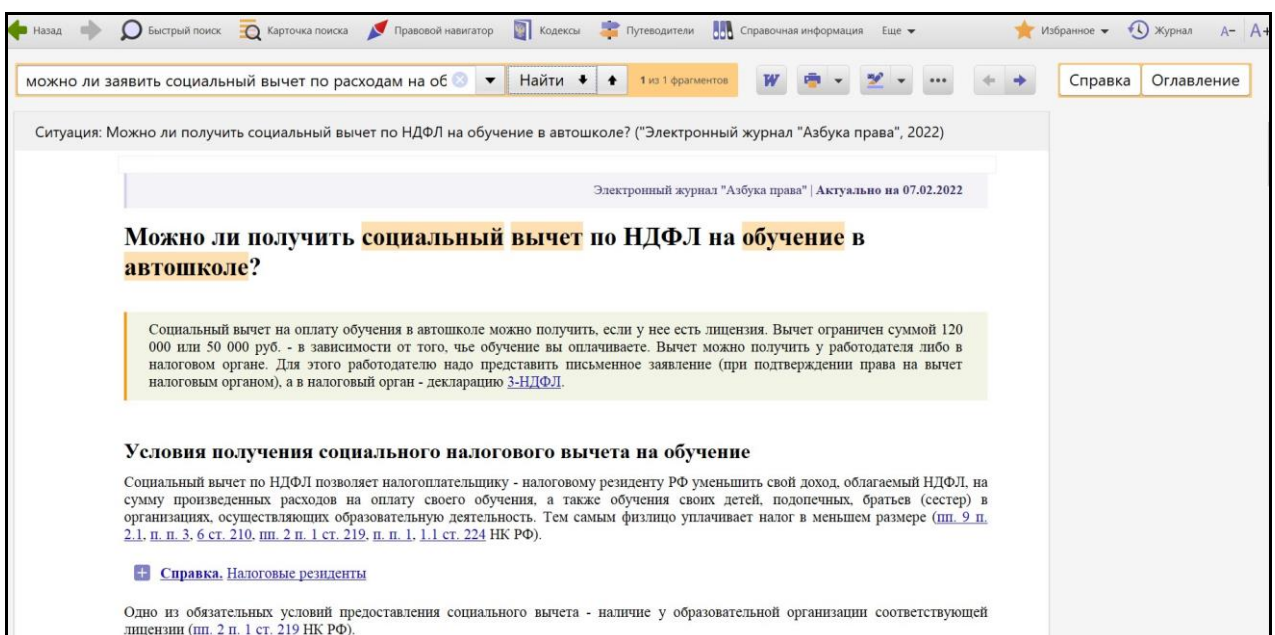 Назад Быстрый поиск Карточка поиска Правовой навигатор Кодексы Путеводители Справочная информация Еще Избранное Журнал А− А+
можно ли заявить социальный вычет по расходам на об Найти 1 из 1 фрагментов W Справка Оглавление
Ситуация: Можно ли получить социальный вычет по НДФЛ на обучение в автошколе? ("Электронный журнал "Азбука права", 2022)
Электронный журнал "Азбука права" | Актуально на 07.02.2022
Можно ли получить социальный вычет по НДФЛ на обучение в
автошколе?
Социальный вычет на оплату обучения в автошколе можно получить, если у нее есть лицензия. Вычет ограничен суммой 120
000 или 50 000 руб. - в зависимости от того, чье обучение вы оплачиваете. Вычет можно получить у работодателя либо в
налоговом органе. Для этого работодателю надо представить письменное заявление (при подтверждении права на вычет
налоговым органом), а в налоговый орган - декларацию 3-НДФЛ.
Условия получения социального налогового вычета на обучение
Социальный вычет по НДФЛ позволяет налогоплательщику - налоговому резиденту РФ уменьшить свой доход, облагаемый НДФЛ, на
сумму произведенных расходов на оплату своего обучения, а также обучения своих детей, подопечных, братьев (сестер) в
организациях, осуществляющих образовательную деятельность. Тем самым физлицо уплачивает налог в меньшем размере (пп. 9 п.
2.1, п. п. 3, 6 ст. 210, пп. 2 п. 1 ст. 219, п. п. 1, 1.1 ст. 224 НК РФ).
Справка. Налоговые резиденты
Одно из обязательных условий предоставления социального вычета - наличие у образовательной организации соответствующей
лицензии (пп. 2 п. 1 ст. 219 НК РФ).